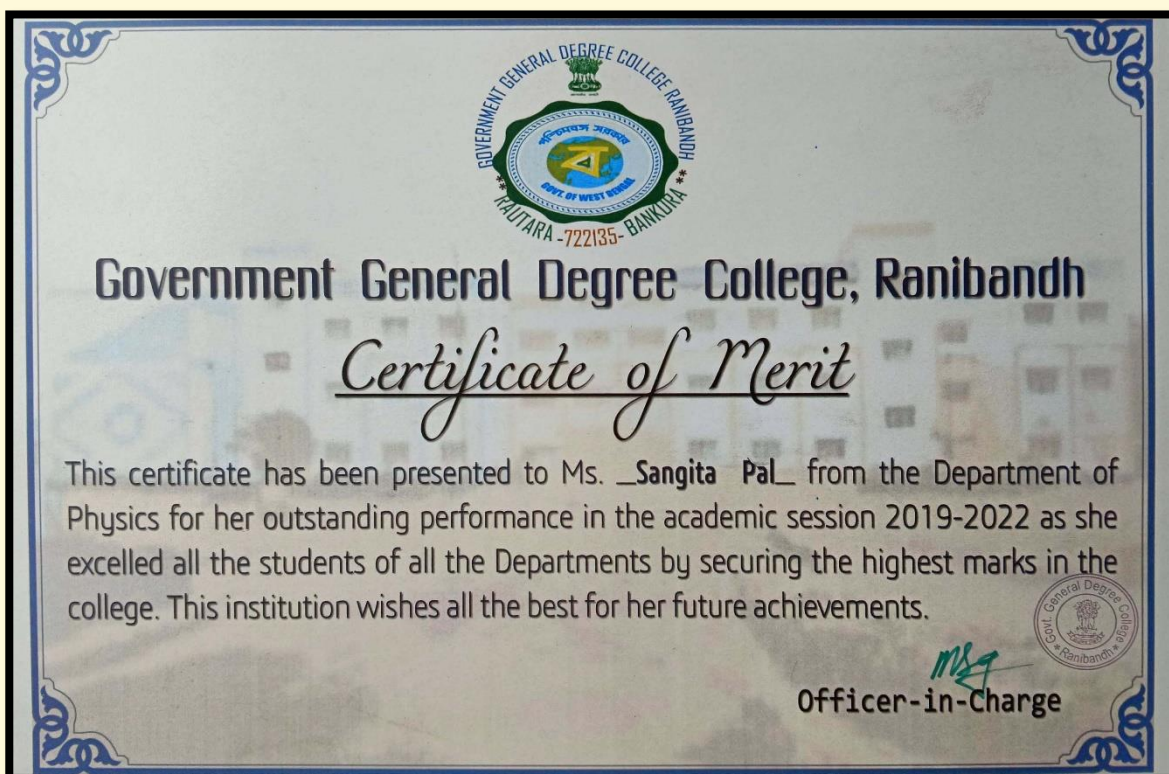 GOVERNMENT GENERAL DEGREE COLLEGE RANIBANDH
পশ্চিমবঙ্গ সরকার
ব
GOVT. OF WEST BENGAL
** RAUTARA -722135- BANKURA **
Government General Degree College, Ranibandh
Certificate of Merit
This certificate has been presented to Ms. _Sangita Pal_ from the Department of
Physics for her outstanding performance in the academic session 2019-2022 as she
excelled all the students of all the Departments by securing the highest marks in the
college. This institution wishes all the best for her future achievements.
Govt. General Degree College
* Ranibandh *
Officer-in-Charge